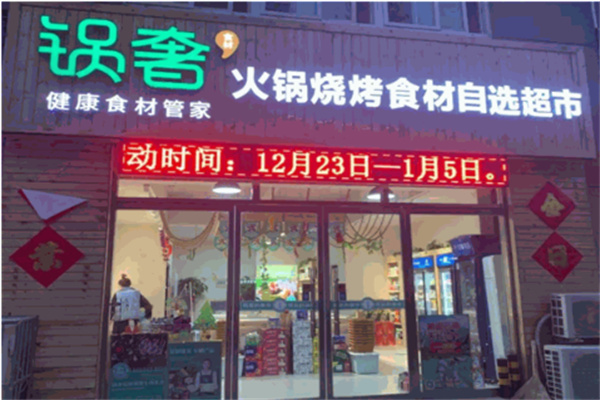 锅奢
食材
健康食材管家
火锅烧烤食材自选超市
动时间：12月23日—1月5日。